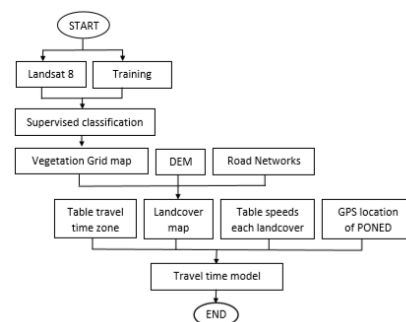 START
Landsat 8
Training
Supervised classification
Vegetation Grid map
DEM
Road Networks
Table travel
time zone
Landcover
map
Table speeds
each landcover
GPS location
of PONED
Travel time model
END